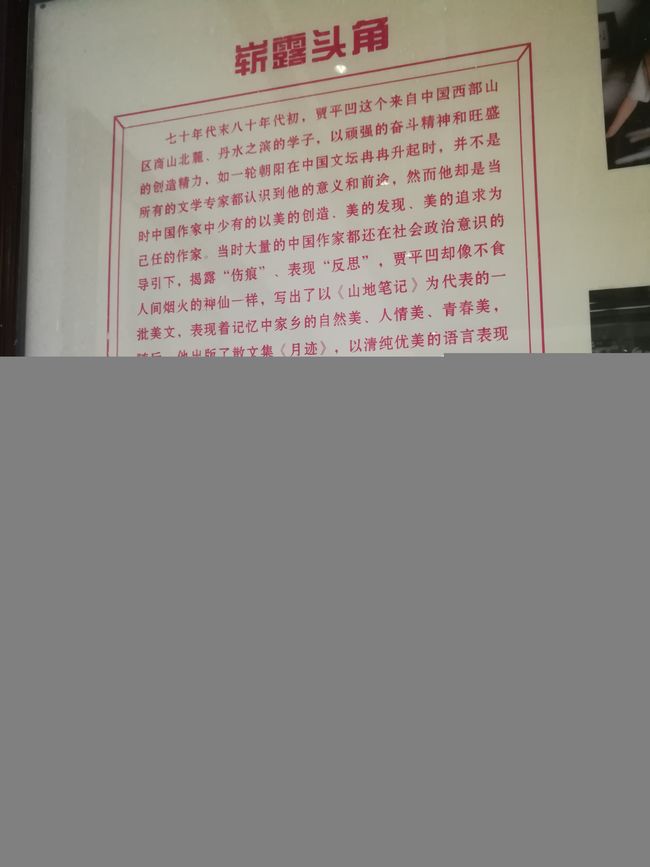 崭露头角
七十年代末八十年代初，贾平凹这个来自中国西部山
区商山北麓、丹水之滨的学子，以顽强的奋斗精神和旺盛
的创造精力，如一轮朝阳在中国文坛冉冉升起时，并不是
所有的文学专家都认识到他的意义和前途，然而他却是当
时中国作家中少有的以美的创造、美的发现、美的追求为
己任的作家。当时大量的中国作家都还在社会政治意识的
导引下，揭露“伤痕”、表现“反思”，贾平凹却像不食
人间烟火的神仙一样，写出了以《山地笔记》为代表的一
批美文，表现着记忆中家乡的自然美、人情美、青春美，
随后，他出版了散文集《月迹》，以清纯优美的语言表现